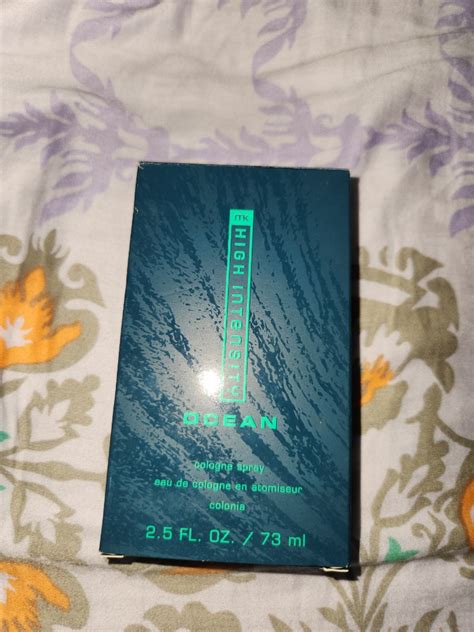 MK
HIGH INTENSITY
OCEAN
cologne spray
eau de cologne en atomiseur
colonia
2.5 FL. OZ. / 73 ml